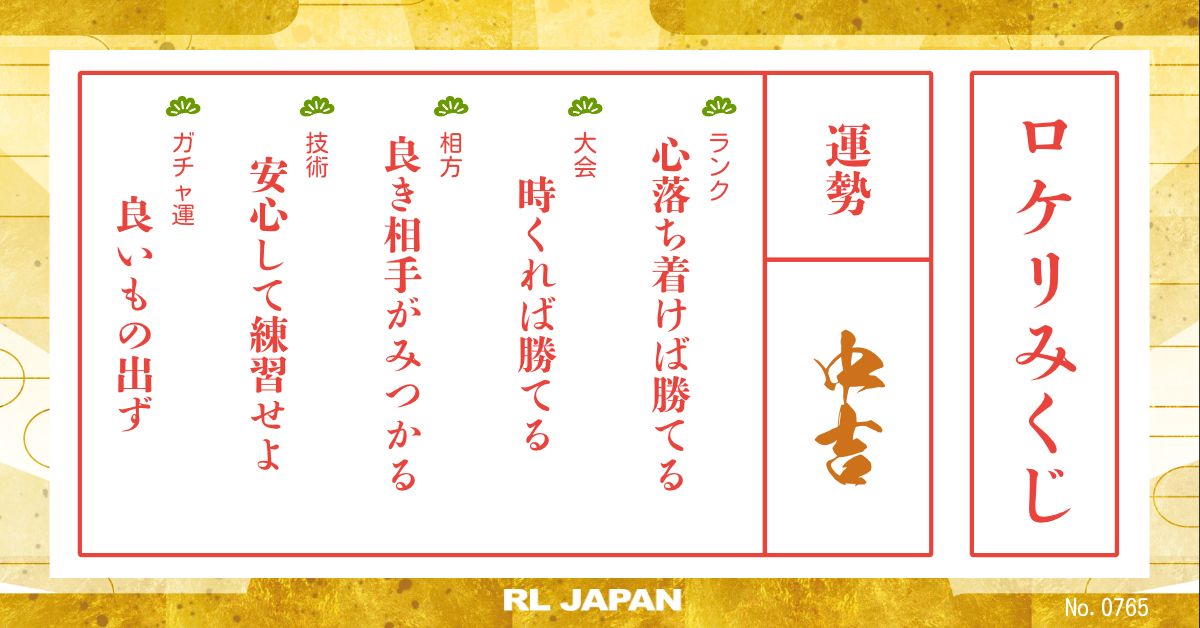 ロケリみくじ
運勢
中吉
ランク
心落ち着けば勝てる
大会
時くれば勝てる
相方
良き相手がみつかる
技術
安心して練習せよ
ガチャ運
良いもの出ず
RL JAPAN
No. 0765